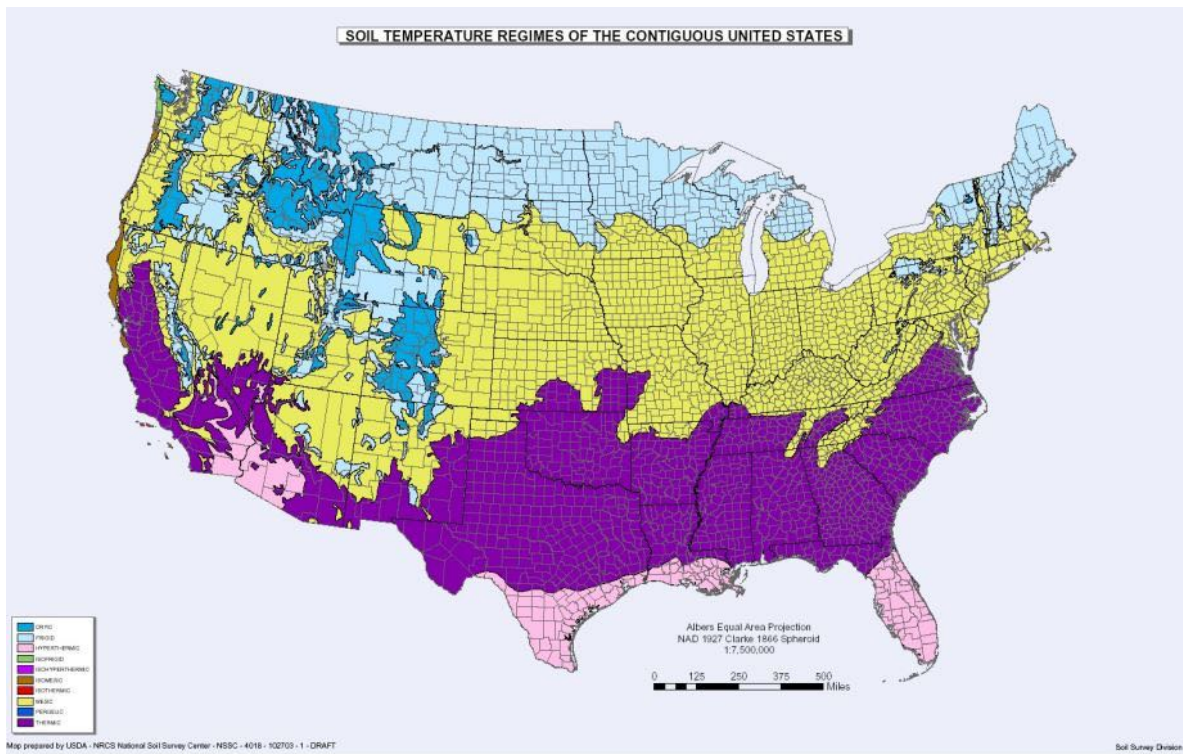 SOIL TEMPERATURE REGIMES OF THE CONTIGUOUS UNITED STATES
Albers Equal Area Projection
NAD 1927 Clarke 1866 Spheroid
1:7,500,000
0 125 250 375 500
Miles
CRYIC
FRIGID
HYPERTHERMIC
ISOFRIGID
ISOHYPERTHERMIC
ISOMESIC
ISOTHERMIC
MESIC
PERGELIC
THERMIC
Map prepared by USDA - NRCS National Soil Survey Center - NSSC - 4018 - 102703 - 1 - DRAFT
Soil Survey Division